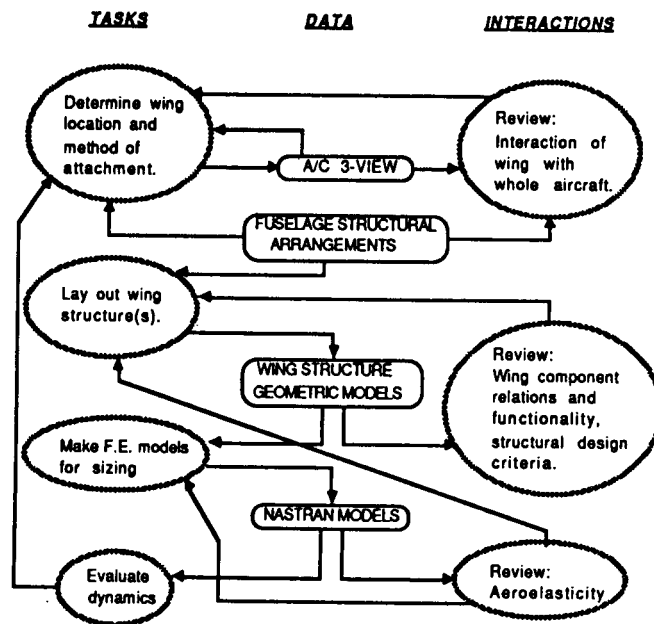 TASKS
DATA
INTERACTIONS
Determine wing
location and
method of
attachment.
A/C 3-VIEW
Review:
Interaction of
wing with
whole aircraft.
FUSELAGE STRUCTURAL
ARRANGEMENTS
Lay out wing
structure(s).
WING STRUCTURE
GEOMETRIC MODELS
Review:
Wing component
relations and
functionality,
structural design
criteria.
Make F.E. models
for sizing
NASTRAN MODELS
Evaluate
dynamics
Review:
Aeroelasticity